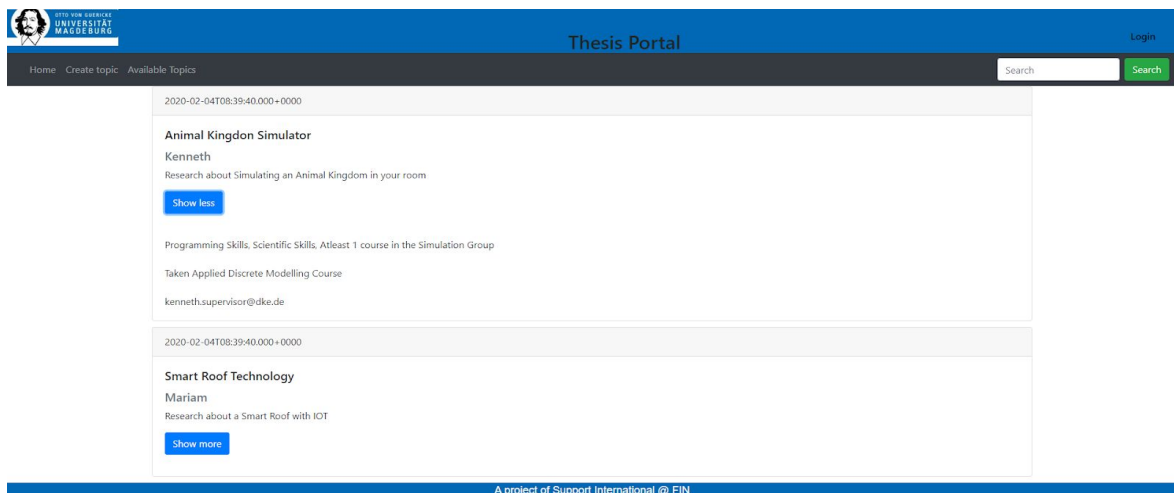 OTTO VON GUERICKE
UNIVERSITÄT
MAGDEBURG
Thesis Portal
Login
Home Create topic Available Topics
Search Search
2020-02-04T08:39:40.000+0000
Animal Kingdon Simulator
Kenneth
Research about Simulating an Animal Kingdom in your room
Show less
Programming Skills, Scientific Skills, Atleast 1 course in the Simulation Group
Taken Applied Discrete Modelling Course
kenneth.supervisor@dke.de
2020-02-04T08:39:40.000+0000
Smart Roof Technology
Mariam
Research about a Smart Roof with IOT
Show more
A project of Support International @ FIN